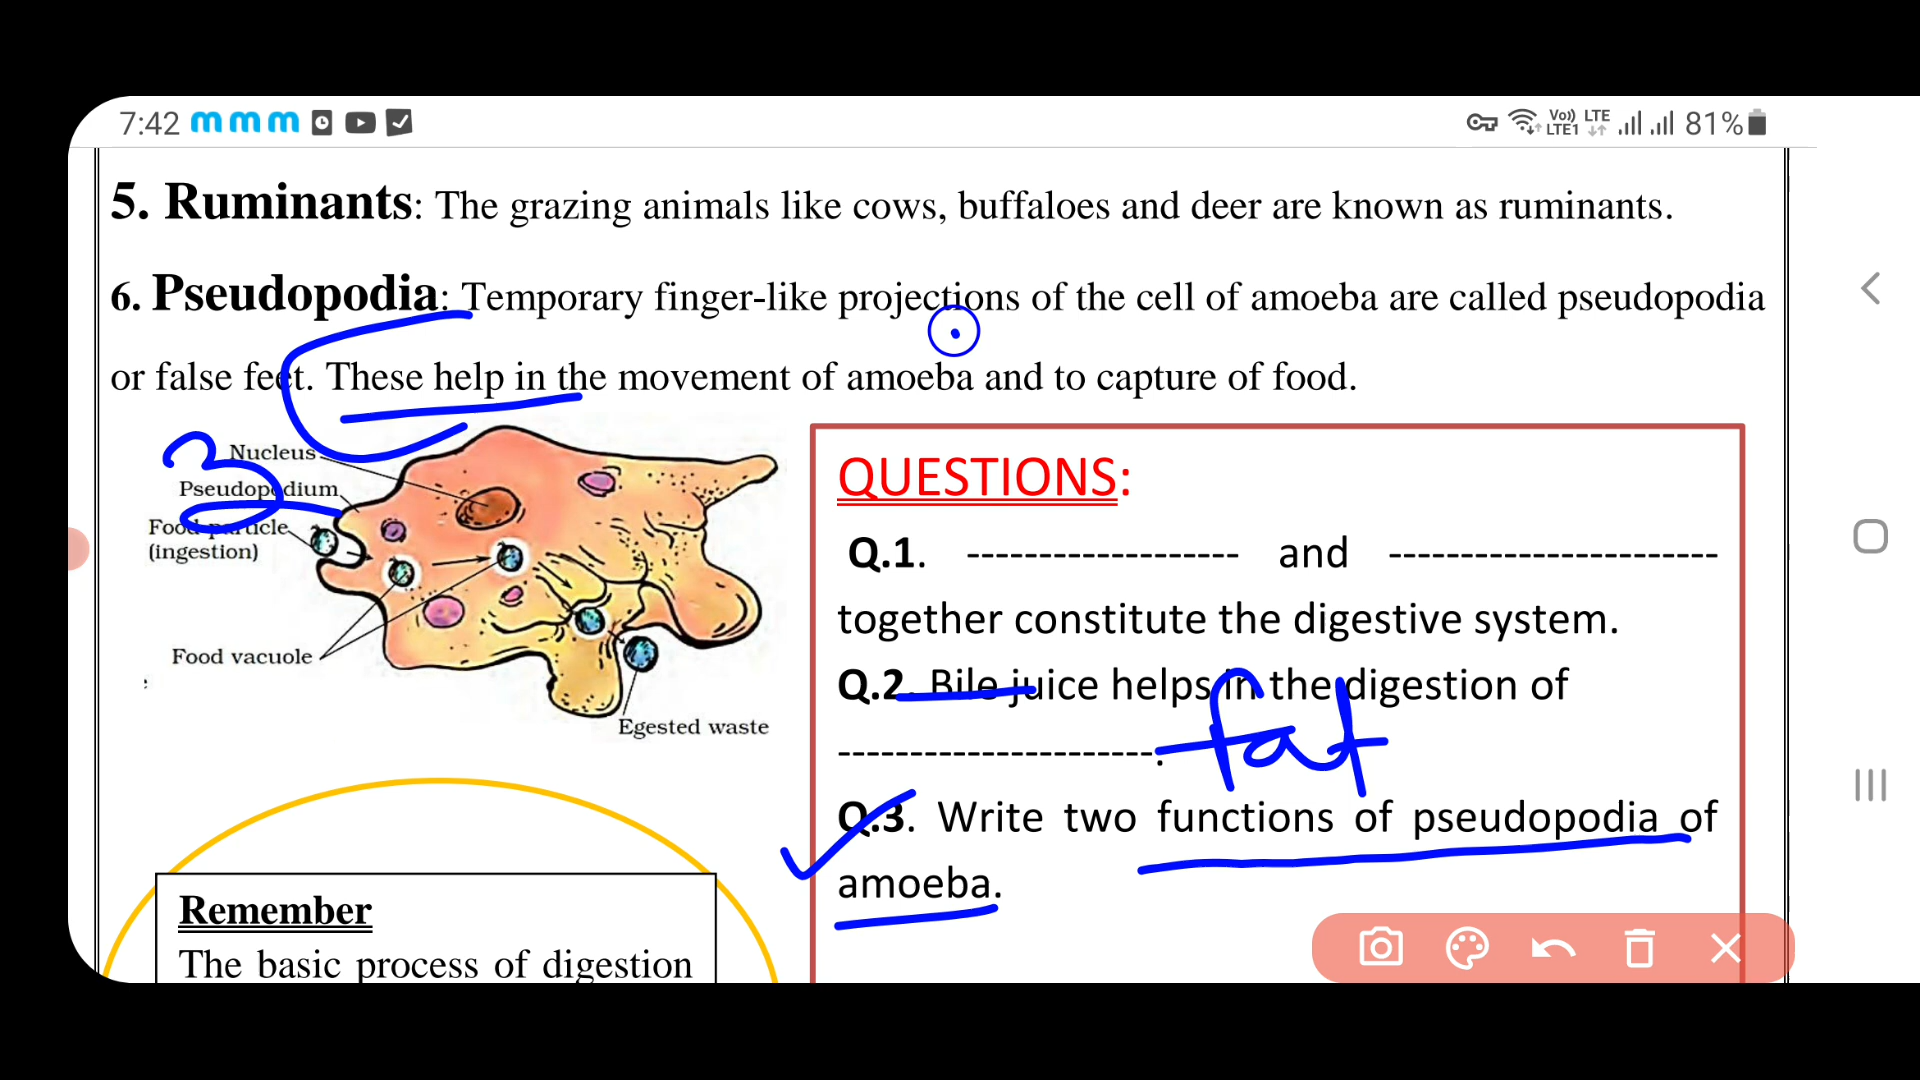 7:42 mmm Vo)) LTE1 LTE 81%
5. Ruminants: The grazing animals like cows, buffaloes and deer are known as ruminants.
6. Pseudopodia: Temporary finger-like projections of the cell of amoeba are called pseudopodia
or false feet. These help in the movement of amoeba and to capture of food.
3
Nucleus
Pseudopodium
Food particle
(ingestion)
Food vacuole
Egested waste
;
Remember
The basic process of digestion
QUESTIONS:
Q.1. ------------------- and -----------------------
together constitute the digestive system.
Q.2. Bile juice helps in the digestion of
----------------------. fat
Q.3. Write two functions of pseudopodia of
amoeba.